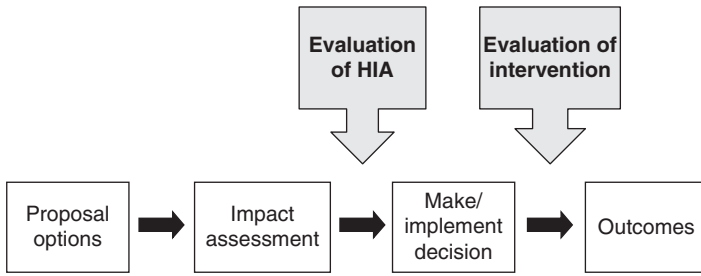 Evaluation
of HIA
Evaluation of
intervention
Proposal
options
Impact
assessment
Make/
implement
decision
Outcomes